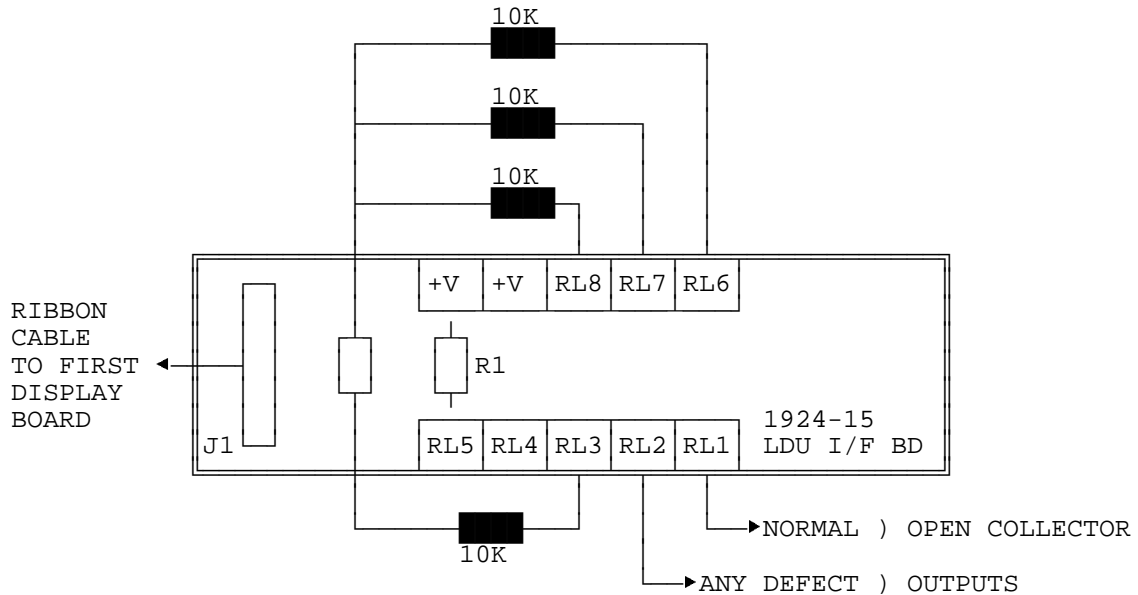 10K
10K
10K
+V +V RL8 RL7 RL6
RIBBON
CABLE
TO FIRST
DISPLAY
BOARD
R1
J1
RL5 RL4 RL3 RL2 RL1
1924-15
LDU I/F BD
10K
NORMAL ) OPEN COLLECTOR
ANY DEFECT ) OUTPUTS